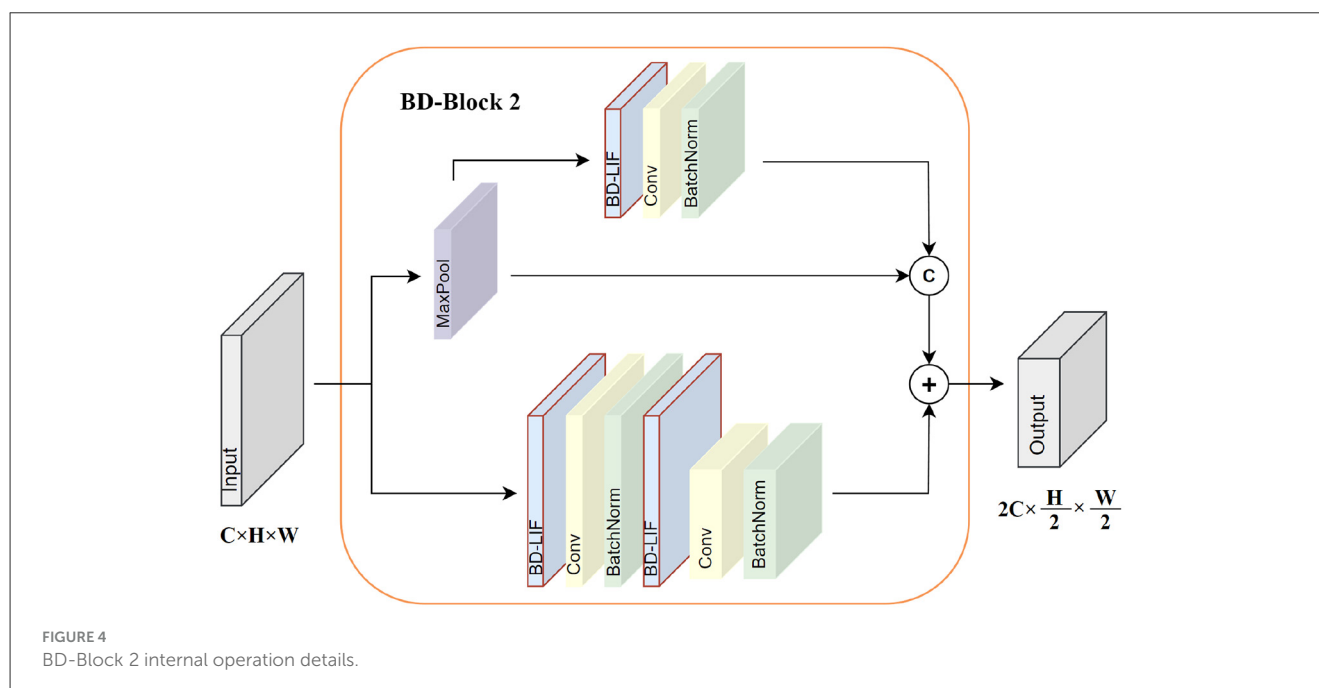 BD-Block 2
BD-LIF
Conv
BatchNorm
MaxPool
C
Input
C×H×W
BD-LIF
Conv
BatchNorm
BD-LIF
Conv
BatchNorm
+
Output
2C × H/2 × W/2
FIGURE 4
BD-Block 2 internal operation details.